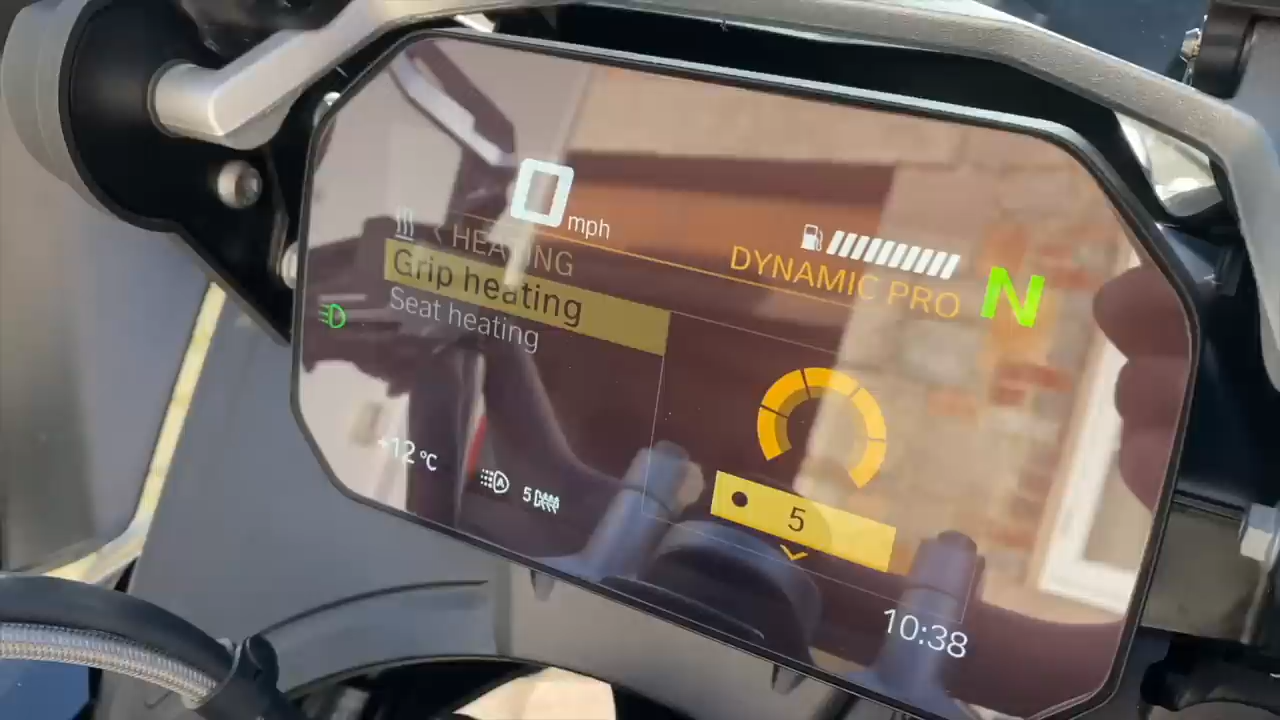 0 mph
HEATING
Grip heating
Seat heating
DYNAMIC PRO N
+12 °C
A
5
5
10:38